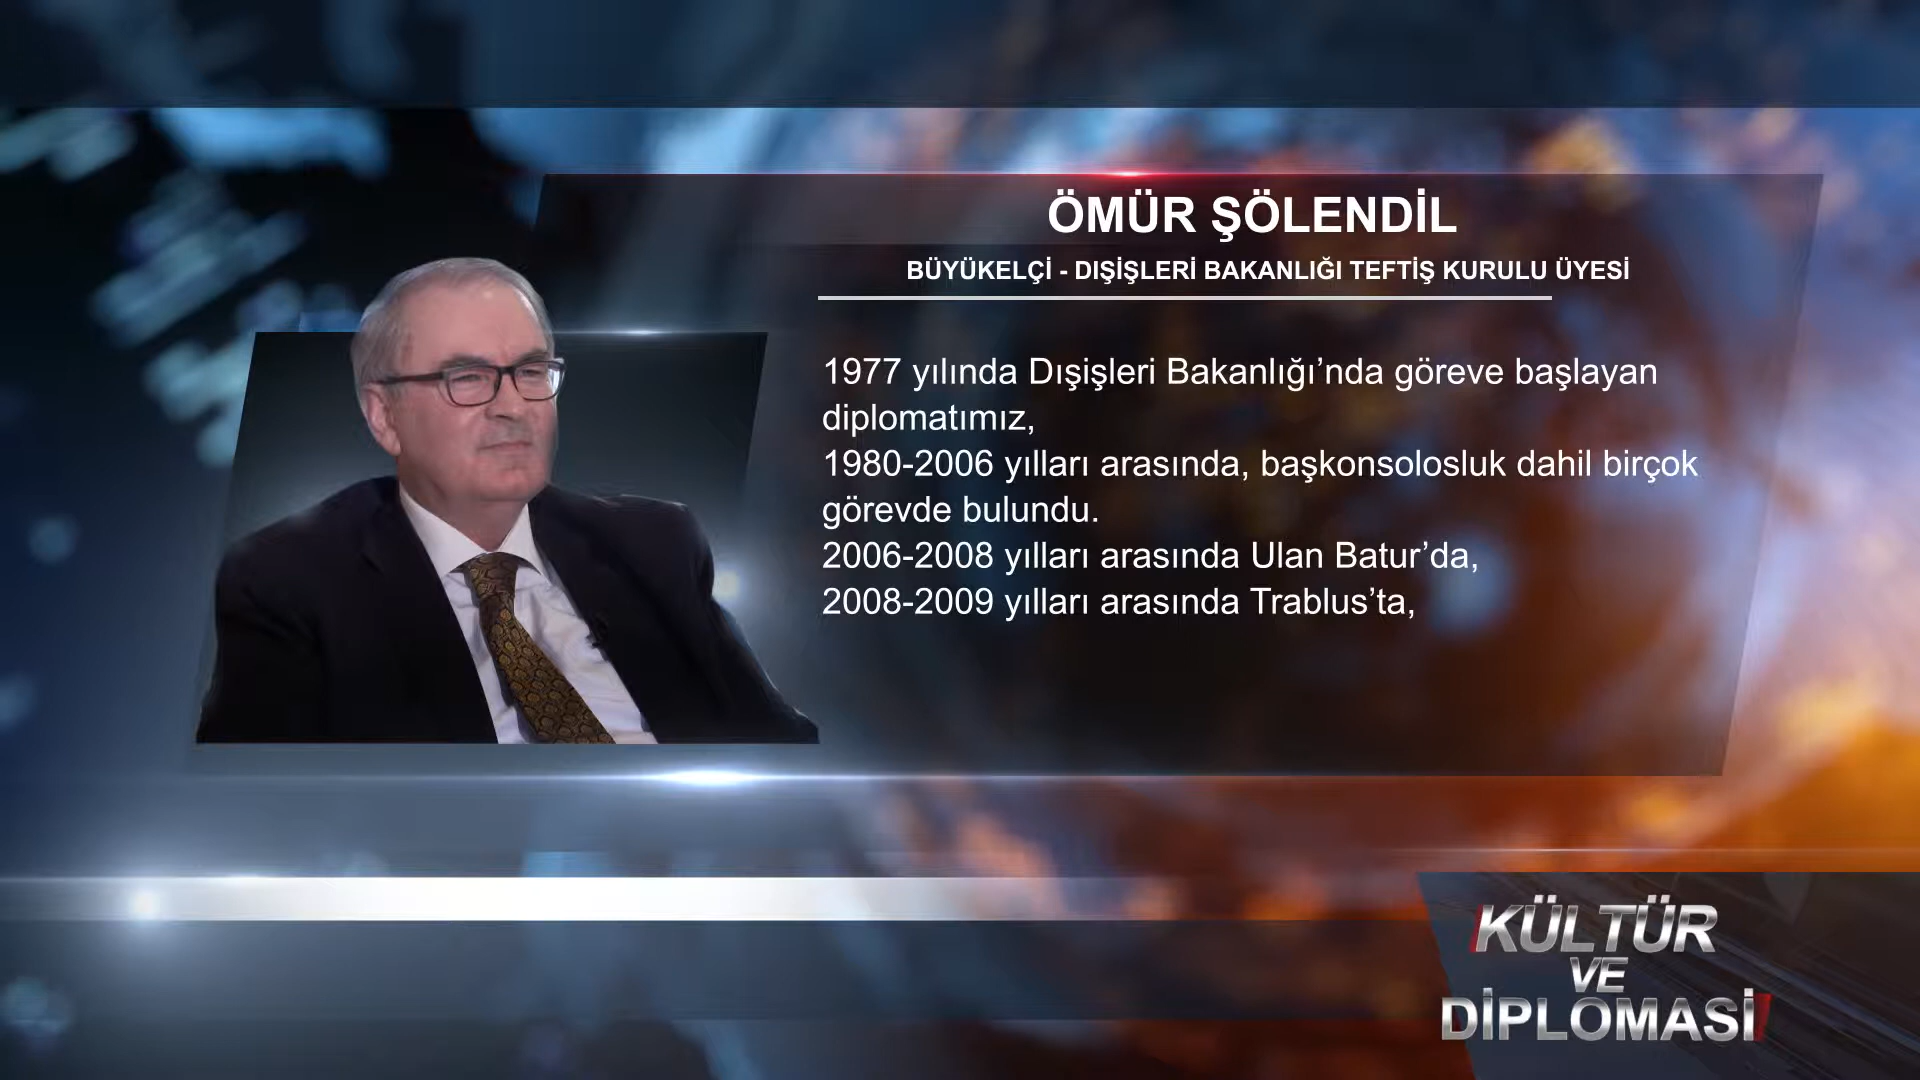 ÖMÜR ŞÖLENDİL
BÜYÜKELÇİ - DIŞİŞLERİ BAKANLIĞI TEFTİŞ KURULU ÜYESİ
1977 yılında Dışişleri Bakanlığı’nda göreve başlayan
diplomatımız,
1980-2006 yılları arasında, başkonsolosluk dahil birçok
görevde bulundu.
2006-2008 yılları arasında Ulan Batur’da,
2008-2009 yılları arasında Trablus’ta,
KÜLTÜR
VE
DİPLOMASİ